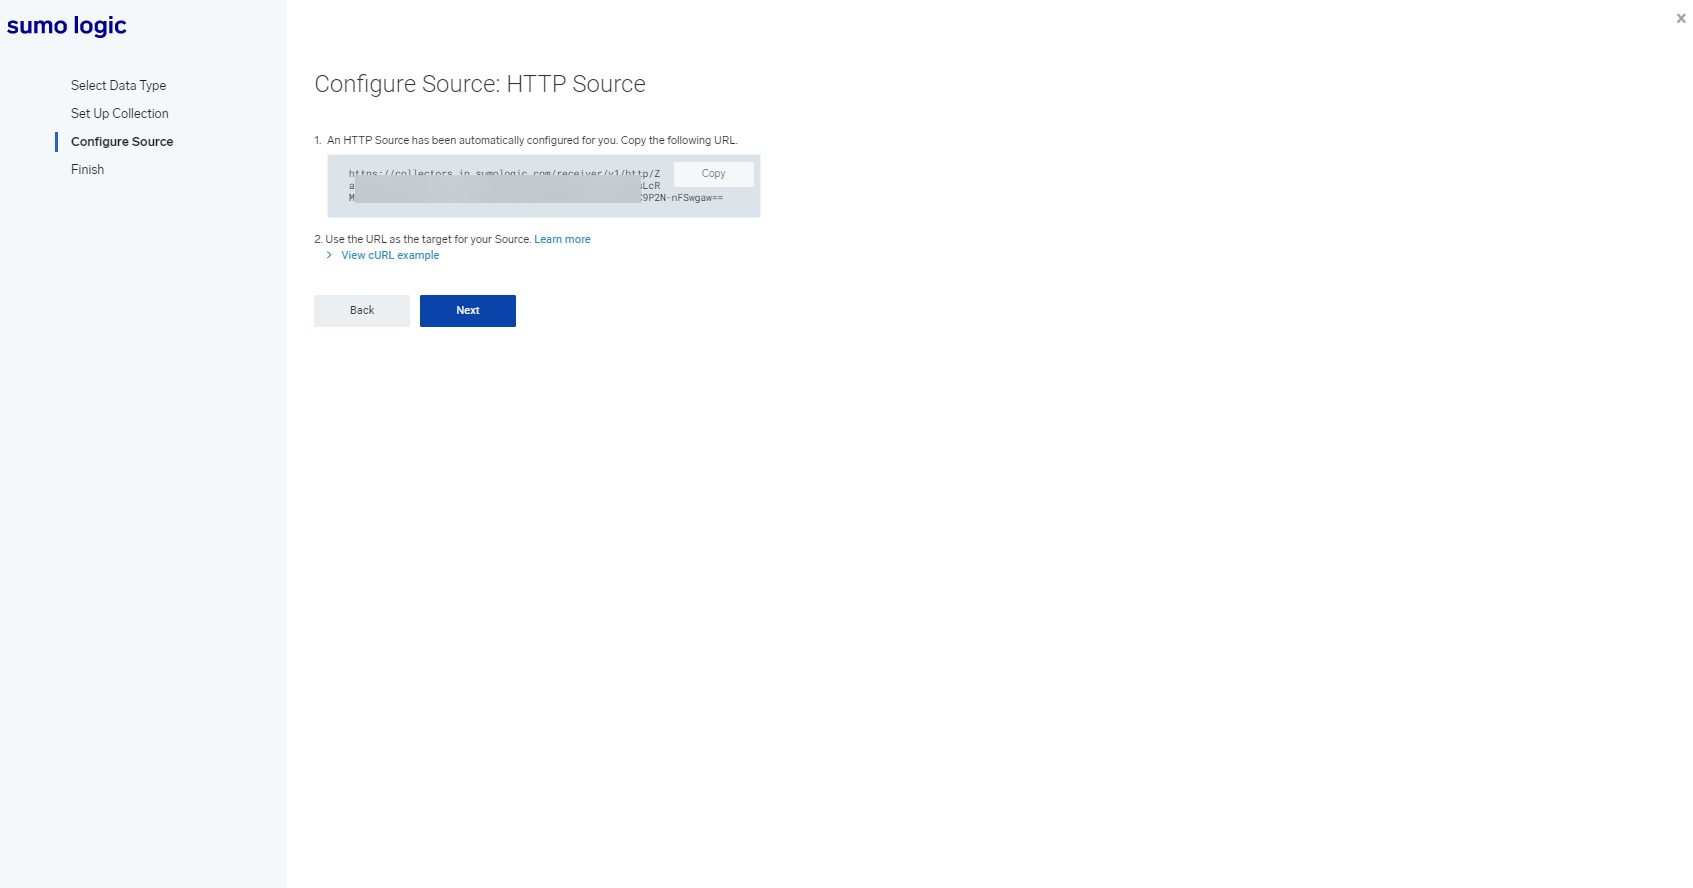 sumo logic
x
Select Data Type
Set Up Collection
Configure Source
Finish
Configure Source: HTTP Source
1. An HTTP Source has been automatically configured for you. Copy the following URL.
https://collectors.in.sumologic.com/receiver/v1/http/Z
Copy
a
LcR
M
9P2N-nFSwgaw==
2. Use the URL as the target for your Source. Learn more
> View cURL example
Back
Next